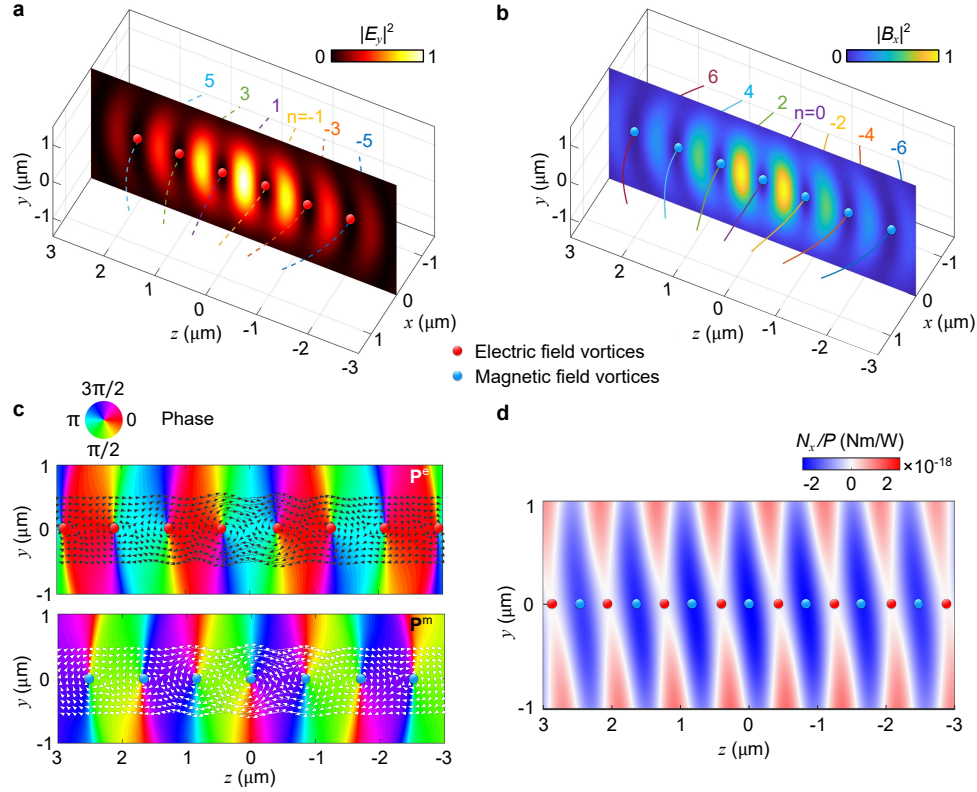 a
|E_y|²
0 1
5
3
1
n=-1
-3
-5
1
0
-1
y (μm)
3
2
1
0
-1
-2
-3
z (μm)
-1
0
1
x (μm)
b
|B_x|²
0 1
6
4
2
n=0
-2
-4
-6
1
0
-1
y (μm)
3
2
1
0
-1
-2
-3
z (μm)
-1
0
1
x (μm)
Electric field vortices
Magnetic field vortices
c
3π/2
π 0 Phase
π/2
P^e
1
0
-1
y (μm)
P^m
1
0
-1
y (μm)
3 2 1 0 -1 -2 -3
z (μm)
d
N_x/P (Nm/W)
-2 0 2 ×10^-18
1
0
-1
y (μm)
3 2 1 0 -1 -2 -3
z (μm)